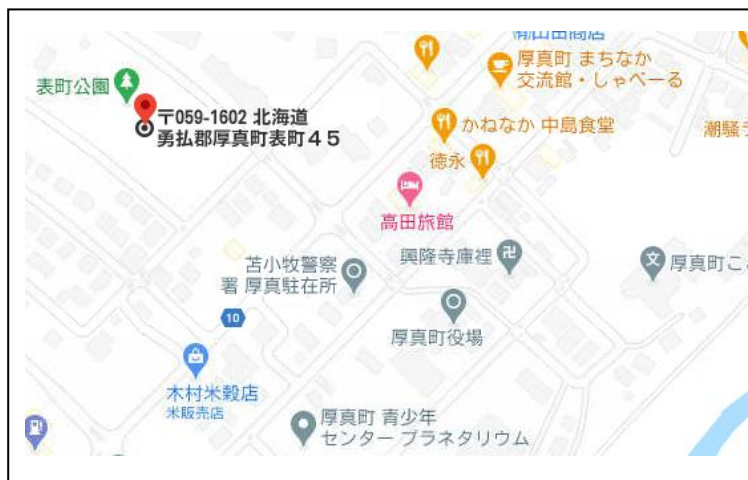 南山田商店
厚真町 まちなか
交流館・しゃべーる
表町公園
〒059-1602 北海道
勇払郡厚真町表町４５
かねなか 中島食堂
潮騒
徳永
高田旅館
苫小牧警察
署 厚真駐在所
興隆寺庫裡
厚真町こ
10
厚真町役場
木村米穀店
米販売店
厚真町 青少年
センター プラネタリウム